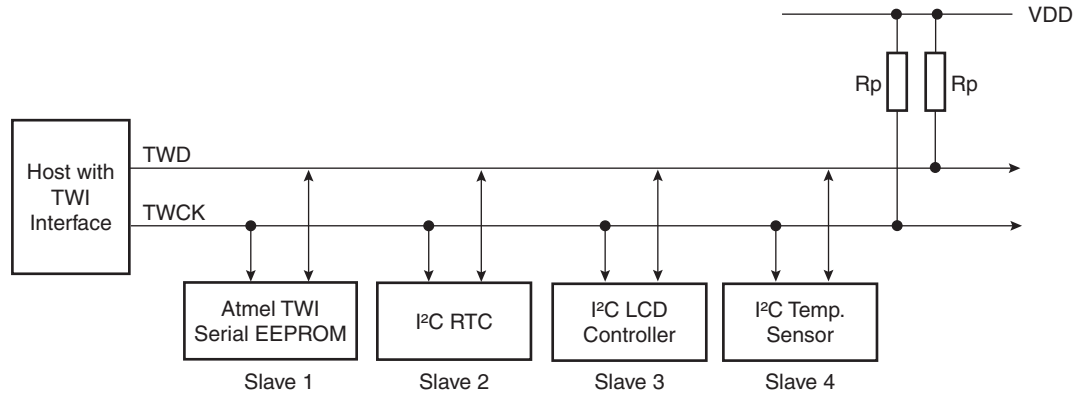 VDD
Rp
Rp
Host with
TWI
Interface
TWD
TWCK
Atmel TWI
Serial EEPROM
I²C RTC
I²C LCD
Controller
I²C Temp.
Sensor
Slave 1
Slave 2
Slave 3
Slave 4